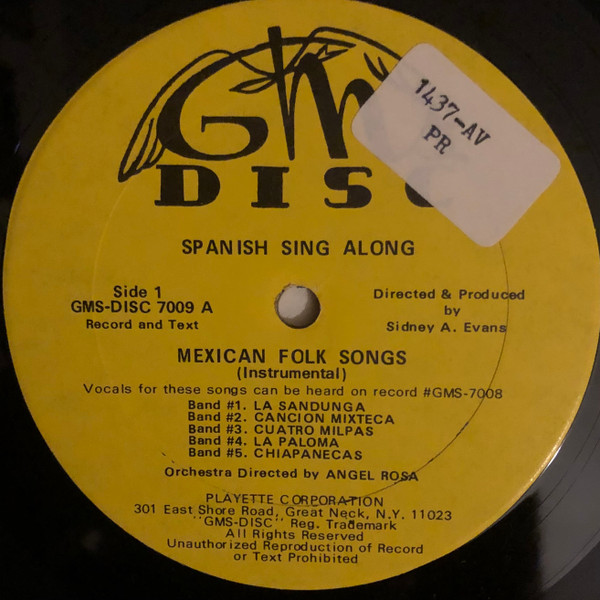 DISC
1437-AV
PR
SPANISH SING ALONG
Side 1
GMS-DISC 7009 A
Record and Text
Directed & Produced
by
Sidney A. Evans
MEXICAN FOLK SONGS
(Instrumental)
Vocals for these songs can be heard on record #GMS-7008
Band #1. LA SANDUNGA
Band #2. CANCION MIXTECA
Band #3. CUATRO MILPAS
Band #4. LA PALOMA
Band #5. CHIAPANECAS
Orchestra Directed by ANGEL ROSA
PLAYETTE CORPORATION
301 East Shore Road, Great Neck, N.Y. 11023
"GMS-DISC" Reg. Trademark
All Rights Reserved
Unauthorized Reproduction of Record
or Text Prohibited